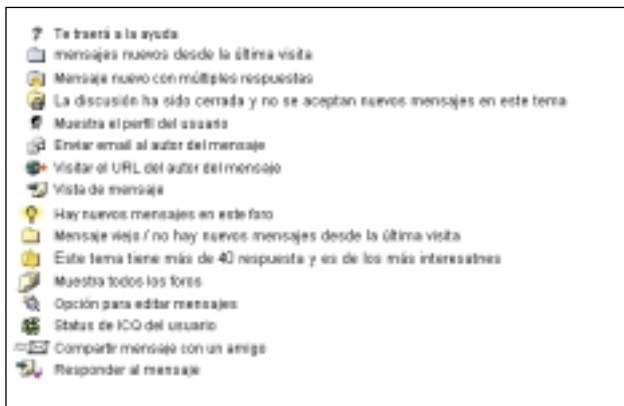 ? Te traerá a la ayuda
mensajes nuevos desde la última visita
Mensaje nuevo con múltiples respuestas
La discusión ha sido cerrada y no se aceptan nuevos mensajes en este tema
Muestra el perfil del usuario
Enviar email al autor del mensaje
Visitar el URL del autor del mensaje
Vista de mensaje
Hay nuevos mensajes en este foro
Mensaje viejo / no hay nuevos mensajes desde la última visita
Este tema tiene más de 40 respuesta y es de los más interesatnes
Muestra todos los foros
Opción para editar mensajes
Status de ICQ del usuario
Compartir mensaje con un amigo
Responder al mensaje